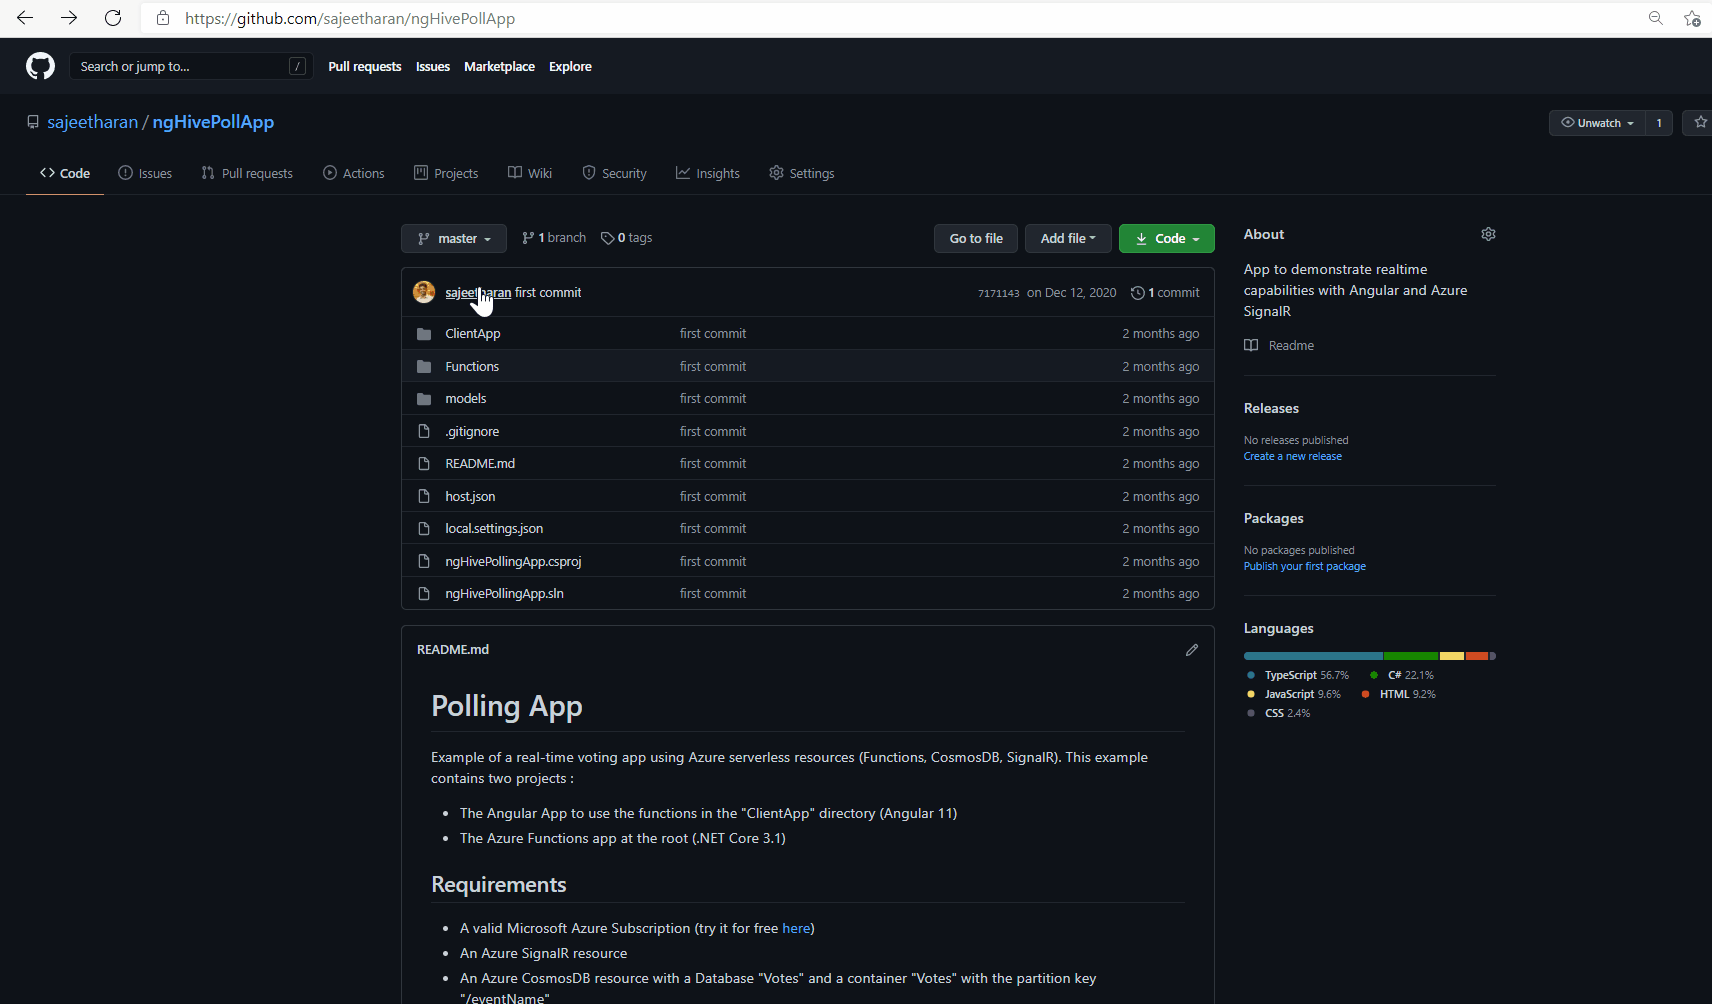 https://github.com/sajeetharan/ngHivePollApp
Search or jump to... /
Pull requests Issues Marketplace Explore
sajeetharan / ngHivePollApp
Unwatch 1
Code Issues Pull requests Actions Projects Wiki Security Insights Settings
master 1 branch 0 tags Go to file Add file Code
sajeetharan first commit 7171143 on Dec 12, 2020 1 commit
ClientApp first commit 2 months ago
Functions first commit 2 months ago
models first commit 2 months ago
.gitignore first commit 2 months ago
README.md first commit 2 months ago
host.json first commit 2 months ago
local.settings.json first commit 2 months ago
ngHivePollingApp.csproj first commit 2 months ago
ngHivePollingApp.sln first commit 2 months ago
README.md
Polling App
Example of a real-time voting app using Azure serverless resources (Functions, CosmosDB, SignalR). This example
contains two projects :
The Angular App to use the functions in the "ClientApp" directory (Angular 11)
The Azure Functions app at the root (.NET Core 3.1)
Requirements
A valid Microsoft Azure Subscription (try it for free here)
An Azure SignalR resource
An Azure CosmosDB resource with a Database "Votes" and a container "Votes" with the partition key
"/eventName"
About
App to demonstrate realtime
capabilities with Angular and Azure
SignalR
Readme
Releases
No releases published
Create a new release
Packages
No packages published
Publish your first package
Languages
TypeScript 56.7% C# 22.1%
JavaScript 9.6% HTML 9.2%
CSS 2.4%